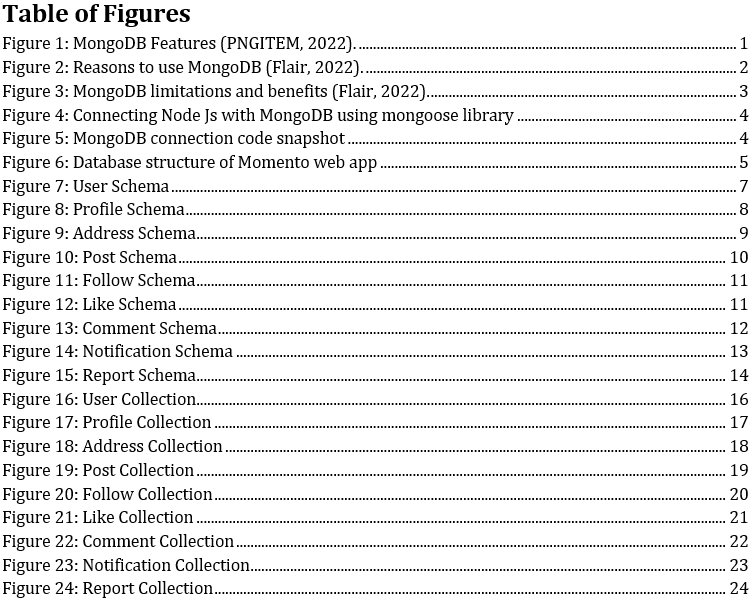 Table of Figures
Figure 1: MongoDB Features (PNGITEM, 2022). 1
Figure 2: Reasons to use MongoDB (Flair, 2022). 2
Figure 3: MongoDB limitations and benefits (Flair, 2022). 3
Figure 4: Connecting Node Js with MongoDB using mongoose library 4
Figure 5: MongoDB connection code snapshot 4
Figure 6: Database structure of Momento web app 5
Figure 7: User Schema 7
Figure 8: Profile Schema 8
Figure 9: Address Schema 9
Figure 10: Post Schema 10
Figure 11: Follow Schema 11
Figure 12: Like Schema 11
Figure 13: Comment Schema 12
Figure 14: Notification Schema 13
Figure 15: Report Schema 14
Figure 16: User Collection 16
Figure 17: Profile Collection 17
Figure 18: Address Collection 18
Figure 19: Post Collection 19
Figure 20: Follow Collection 20
Figure 21: Like Collection 21
Figure 22: Comment Collection 22
Figure 23: Notification Collection 23
Figure 24: Report Collection 24